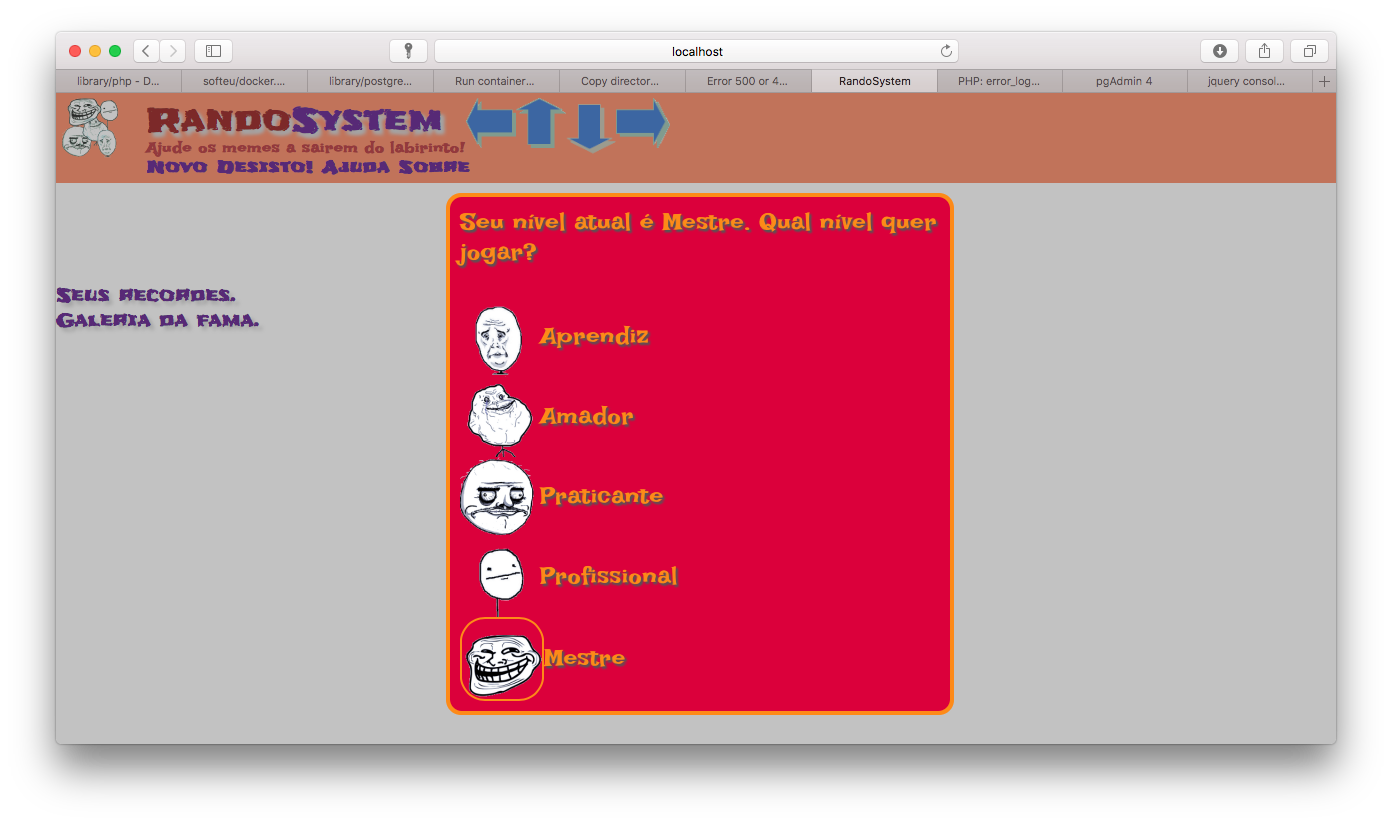 localhost
library/php - D...
softeu/docker....
library/postgre...
Run container...
Copy director...
Error 500 or 4...
RandoSystem
PHP: error_log...
pgAdmin 4
jquery consol...
RandoSystem
Ajude os memes a sairem do labirinto!
Novo Desisto! Ajuda Sobre
Seu nível atual é Mestre. Qual nível quer
jogar?
Seus recordes.
Galeria da fama.
Aprendiz
Amador
Praticante
Profissional
Mestre